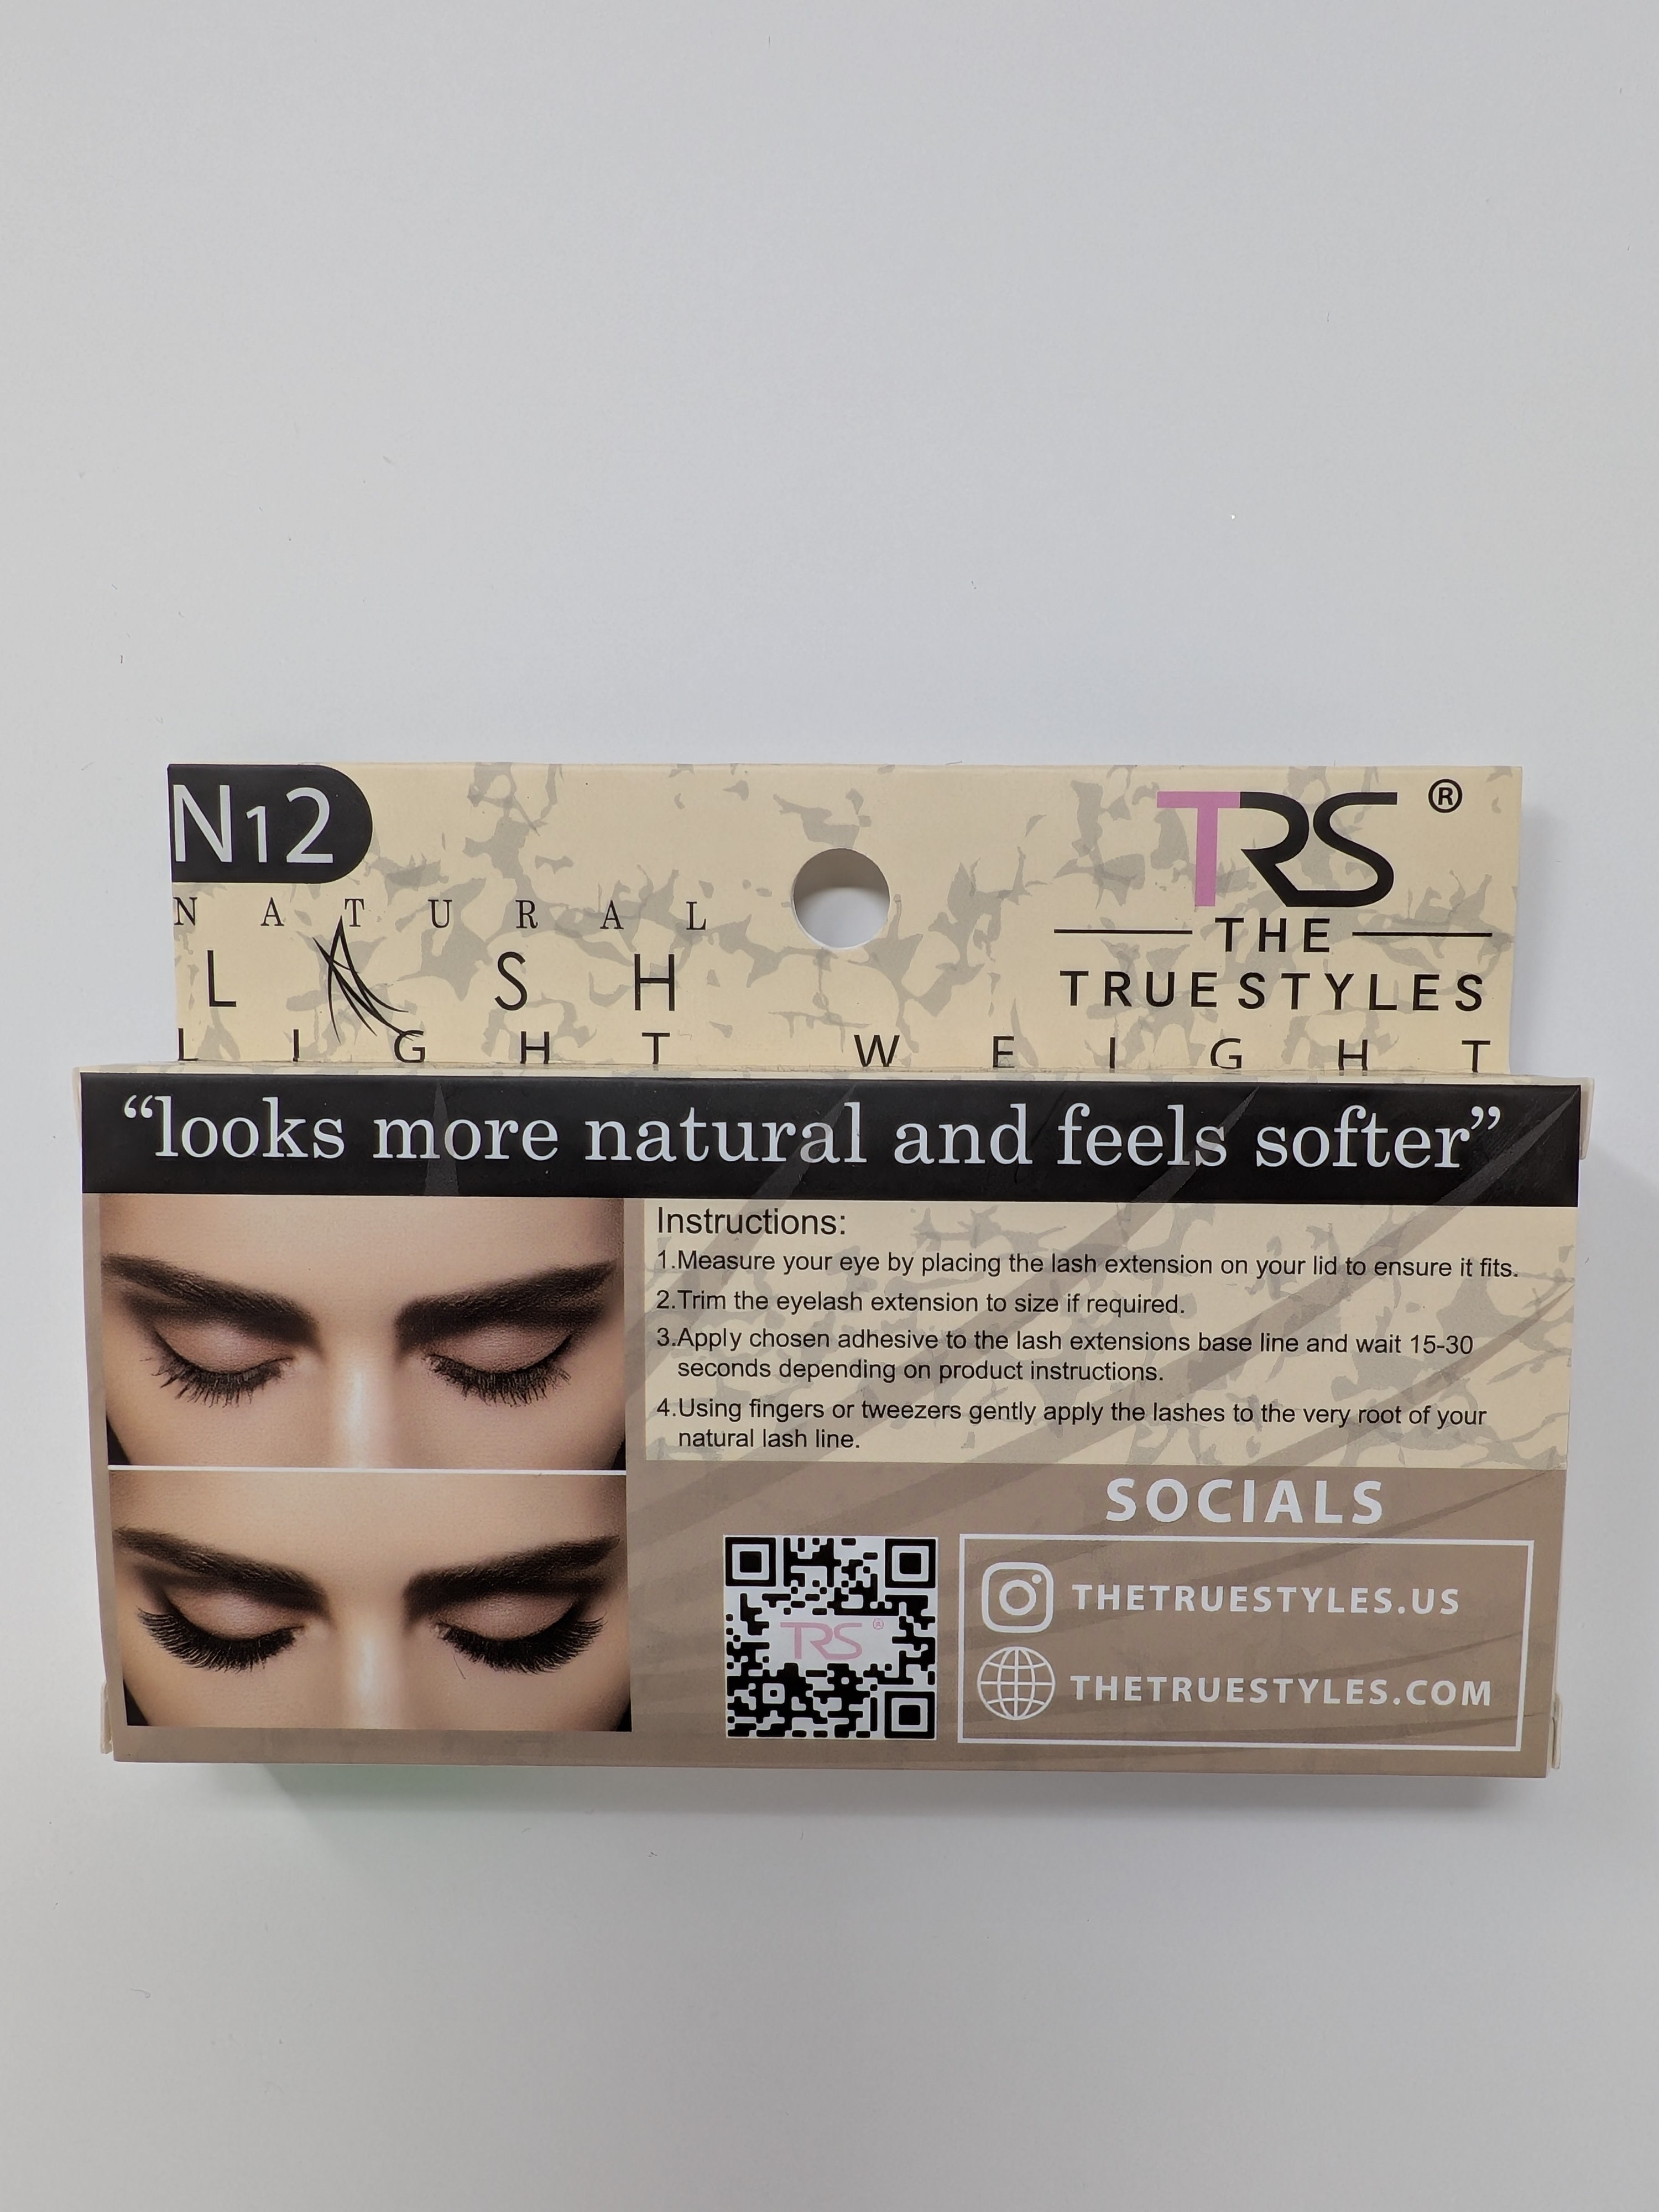 N12
NATURAL
LASH
LIGHT WEIGHT
TRS®
THE
TRUESTYLES
“looks more natural and feels softer”
Instructions:
1.Measure your eye by placing the lash extension on your lid to ensure it fits.
2.Trim the eyelash extension to size if required.
3.Apply chosen adhesive to the lash extensions base line and wait 15-30
seconds depending on product instructions.
4.Using fingers or tweezers gently apply the lashes to the very root of your
natural lash line.
SOCIALS
TRS®
THETRUESTYLES.US
THETRUESTYLES.COM